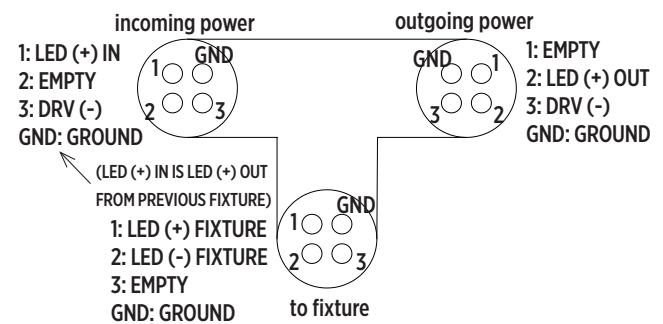 incoming power
1: LED (+) IN
2: EMPTY
3: DRV (-)
GND: GROUND
1
GND
2
3
outgoing power
GND
1
3
2
1: EMPTY
2: LED (+) OUT
3: DRV (-)
GND: GROUND
(LED (+) IN IS LED (+) OUT
FROM PREVIOUS FIXTURE)
1: LED (+) FIXTURE
2: LED (-) FIXTURE
3: EMPTY
GND: GROUND
1
GND
2
3
to fixture